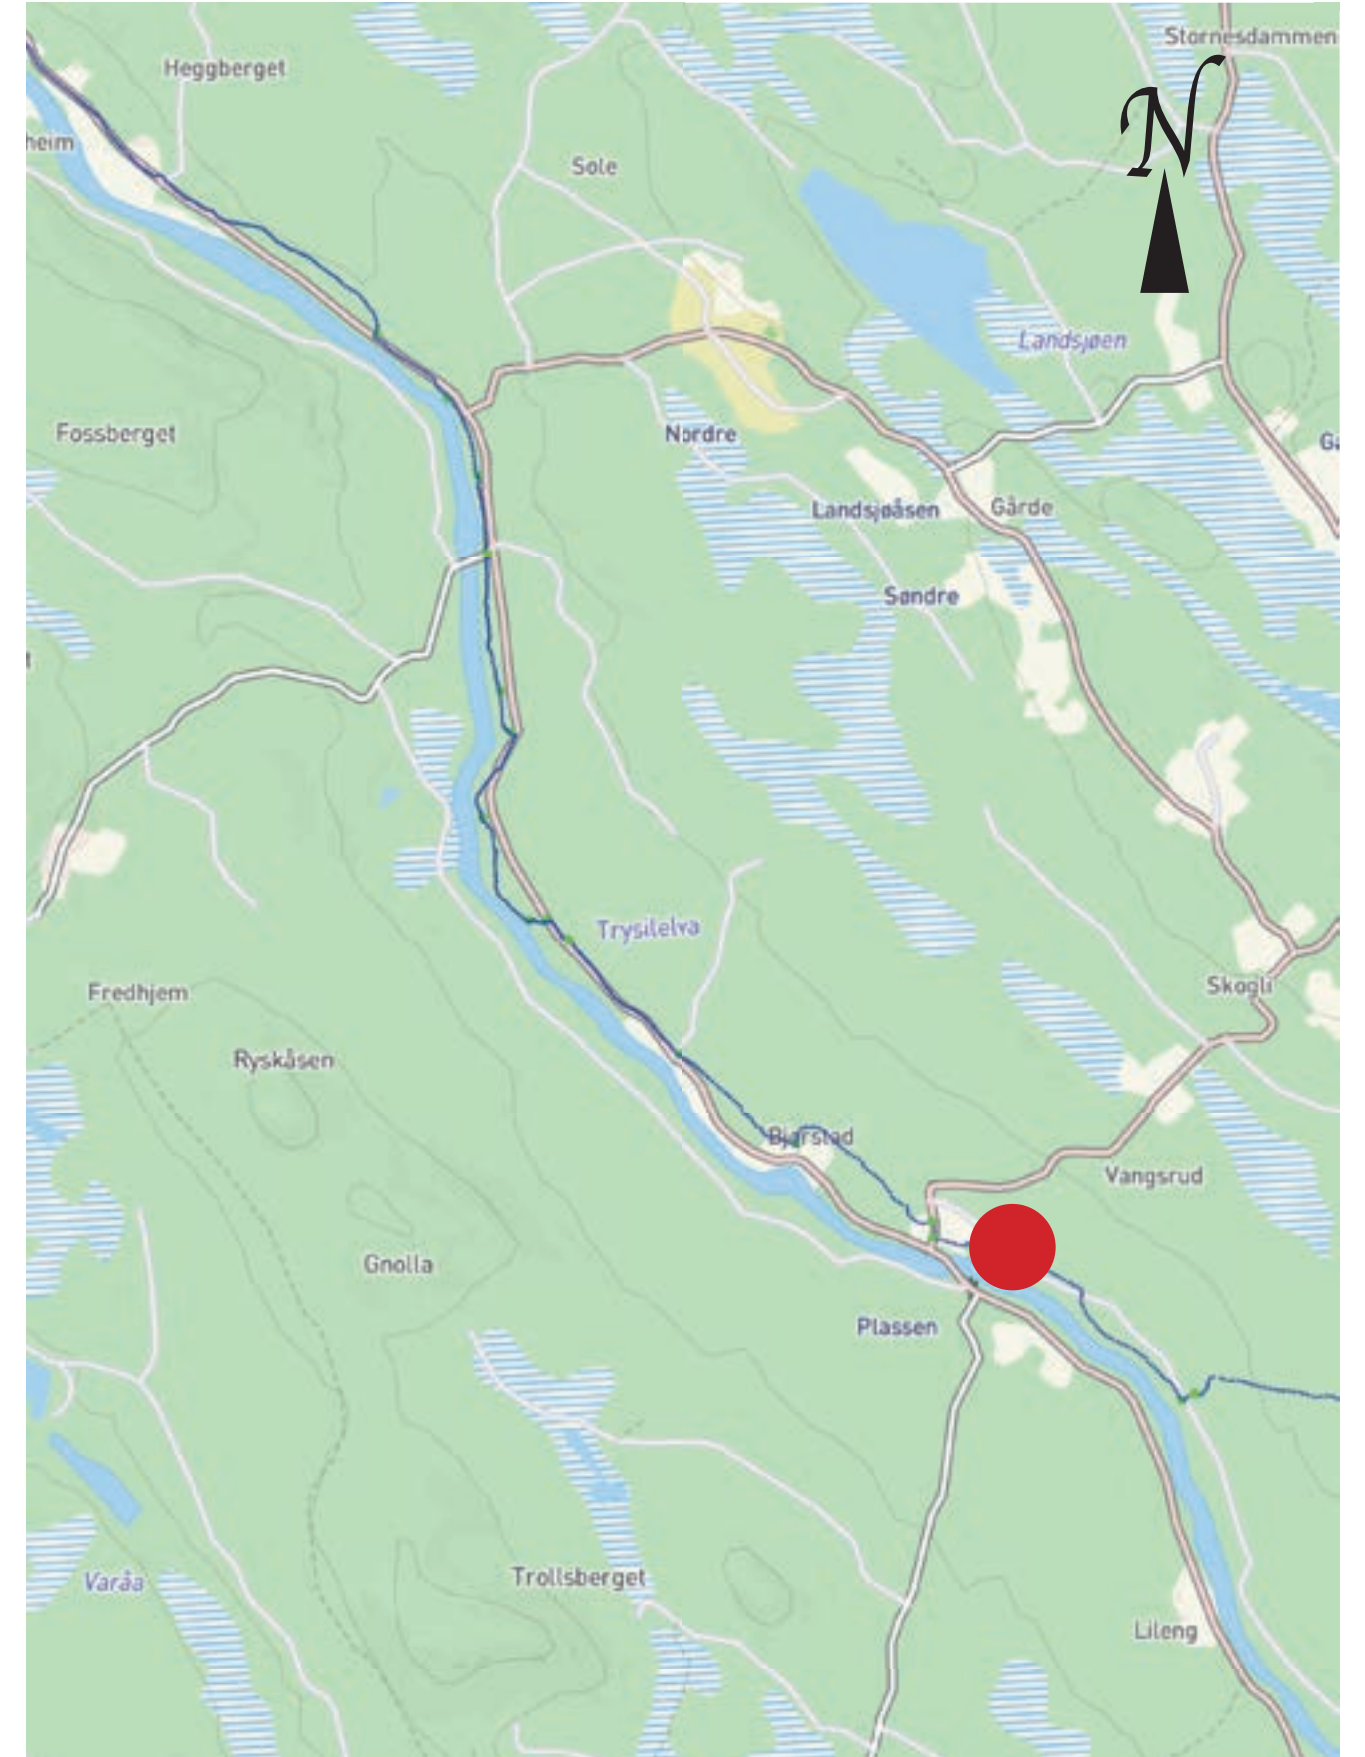 Stornesdammen
Heggberget
N
heim
Sole
Landsjøen
Fossberget
Nordre
Landsjøåsen
Gårde
Søndre
Trysilelva
Skogli
Fredhjem
Ryskåsen
Bjørstad
Vangsrud
Gnolla
Plassen
Trollsberget
Varåa
Lileng